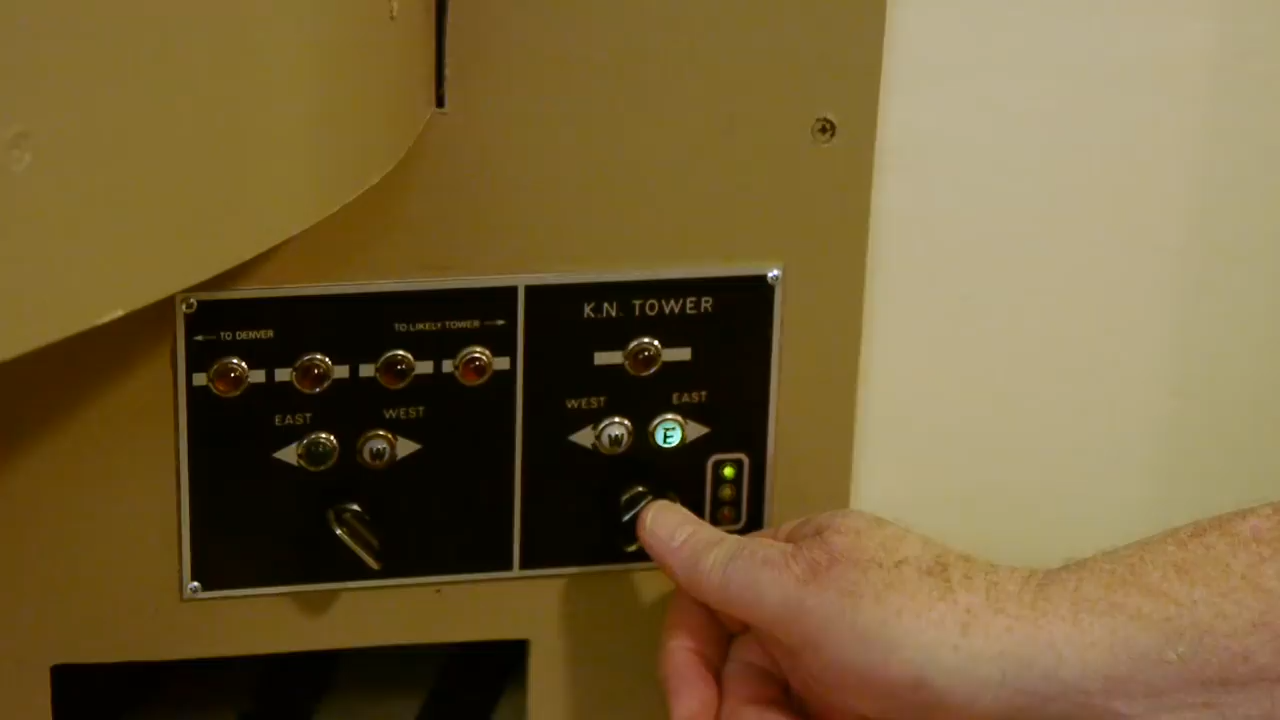 TO DENVER
TO LIKELY TOWER
EAST
WEST
W
K.N. TOWER
WEST
EAST
W
E